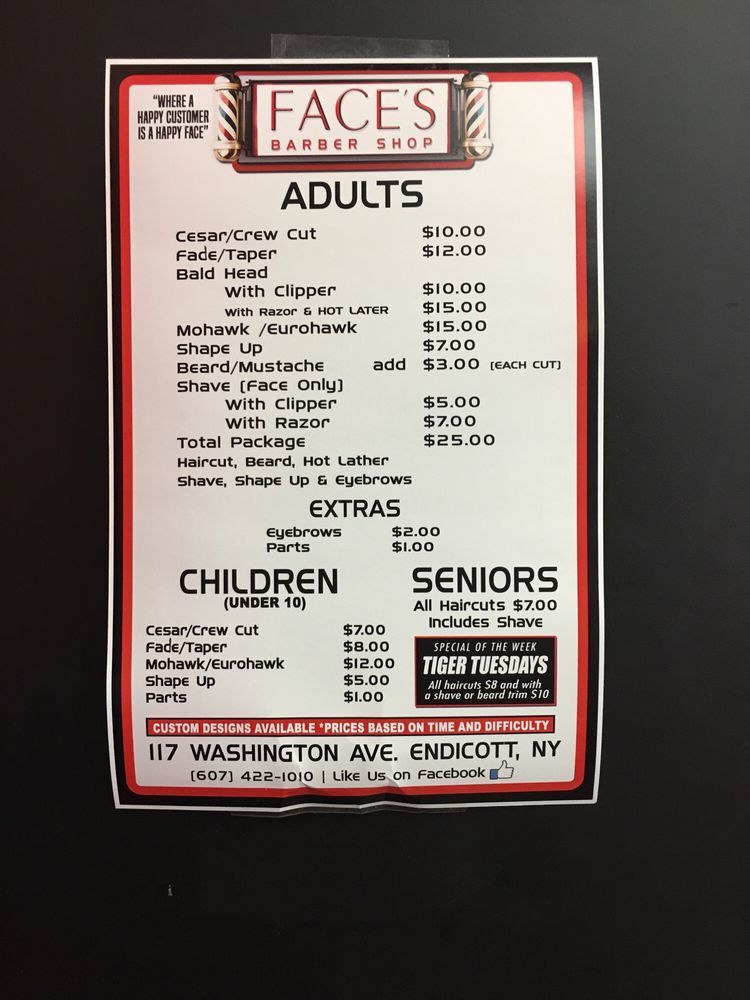 "WHERE A
HAPPY CUSTOMER
IS A HAPPY FACE"
FACE'S
BARBER SHOP
ADULTS
Cesar/Crew Cut $10.00
Fade/Taper $12.00
Bald Head
With Clipper $10.00
With Razor & HOT LATER $15.00
Mohawk /Eurohawk $15.00
Shape Up $7.00
Beard/Mustache add $3.00 [EACH CUT]
Shave [Face Only]
With Clipper $5.00
With Razor $7.00
Total Package $25.00
Haircut, Beard, Hot Lather
Shave, Shape Up & Eyebrows
EXTRAS
Eyebrows $2.00
Parts $1.00
CHILDREN
(UNDER 10)
Cesar/Crew Cut $7.00
Fade/Taper $8.00
Mohawk/Eurohawk $12.00
Shape Up $5.00
Parts $1.00
SENIORS
All Haircuts $7.00
Includes Shave
SPECIAL OF THE WEEK
TIGER TUESDAYS
All haircuts $8 and with
a shave or beard trim $10
CUSTOM DESIGNS AVAILABLE *PRICES BASED ON TIME AND DIFFICULTY
117 WASHINGTON AVE. ENDICOTT, NY
[607] 422-1010 | Like Us on Facebook